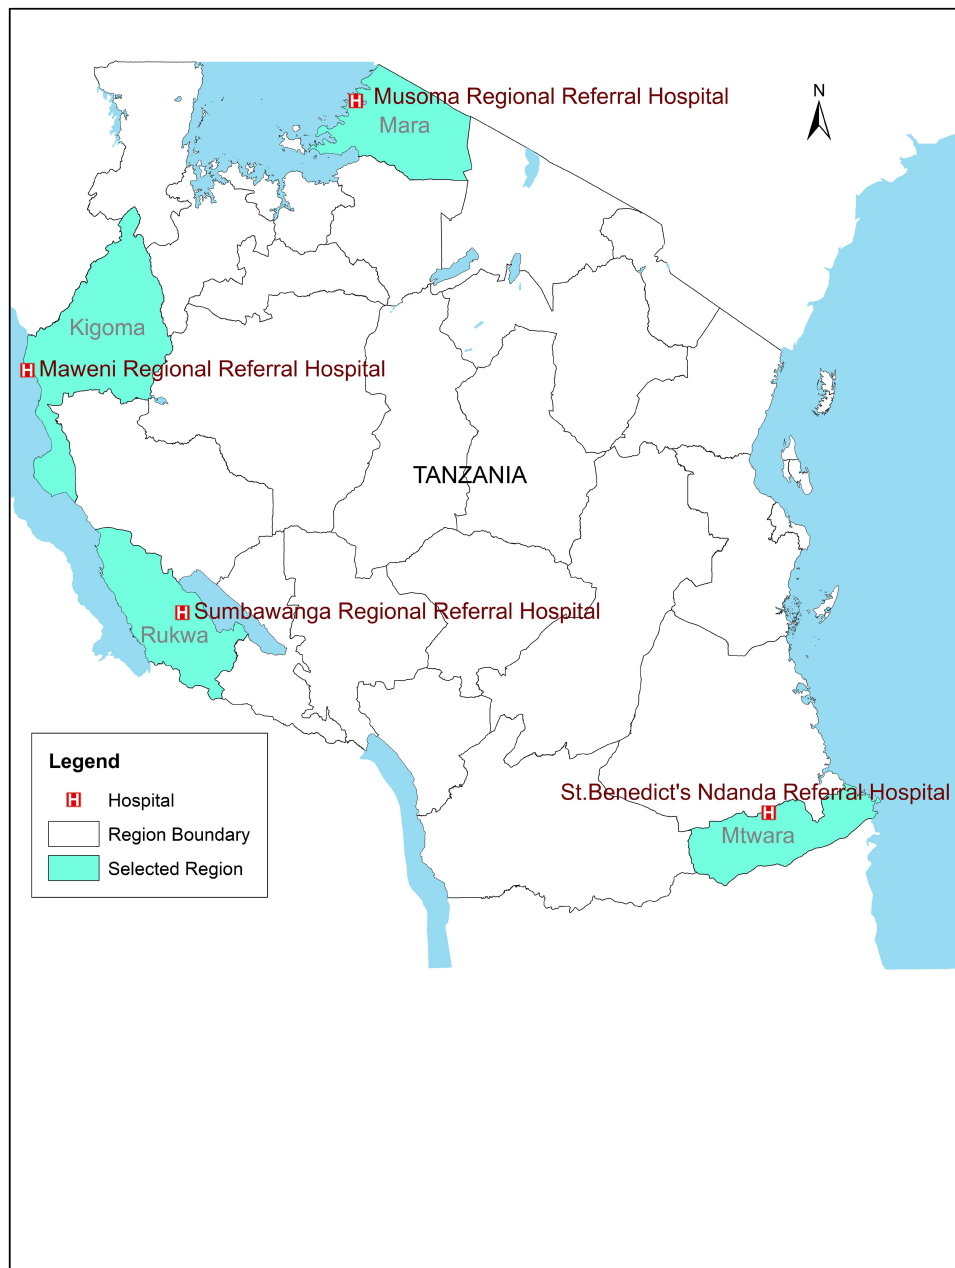 N
Musoma Regional Referral Hospital
Mara
Kigoma
Maweni Regional Referral Hospital
TANZANIA
Sumbawanga Regional Referral Hospital
Rukwa
Legend
H Hospital
Region Boundary
Selected Region
St.Benedict's Ndanda Referral Hospital
Mtwara